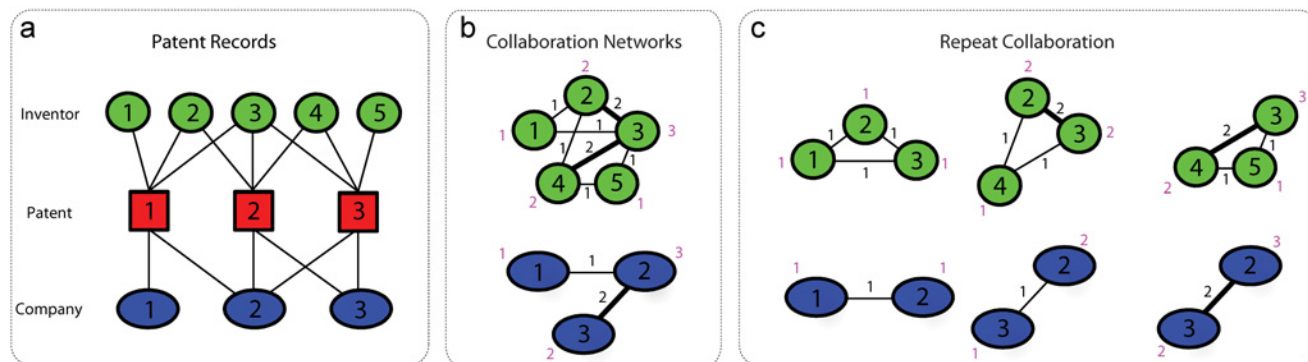 a
Patent Records
Inventor
1 2 3 4 5
Patent
1 2 3
Company
1 2 3
b
Collaboration Networks
2
2
1 2
1 1 1 3 3
1 2 1
4 1 5
2 1
1 1 3
1 2
2
3
2
c
Repeat Collaboration
1
2
1 1
1 1 3 1
1
2
2
2
1 3 2
1
4
1
3
3
2 1
4 1 5
2 1
1 1
1 1 2
2
2
1
3
1
3
2
2
3
2